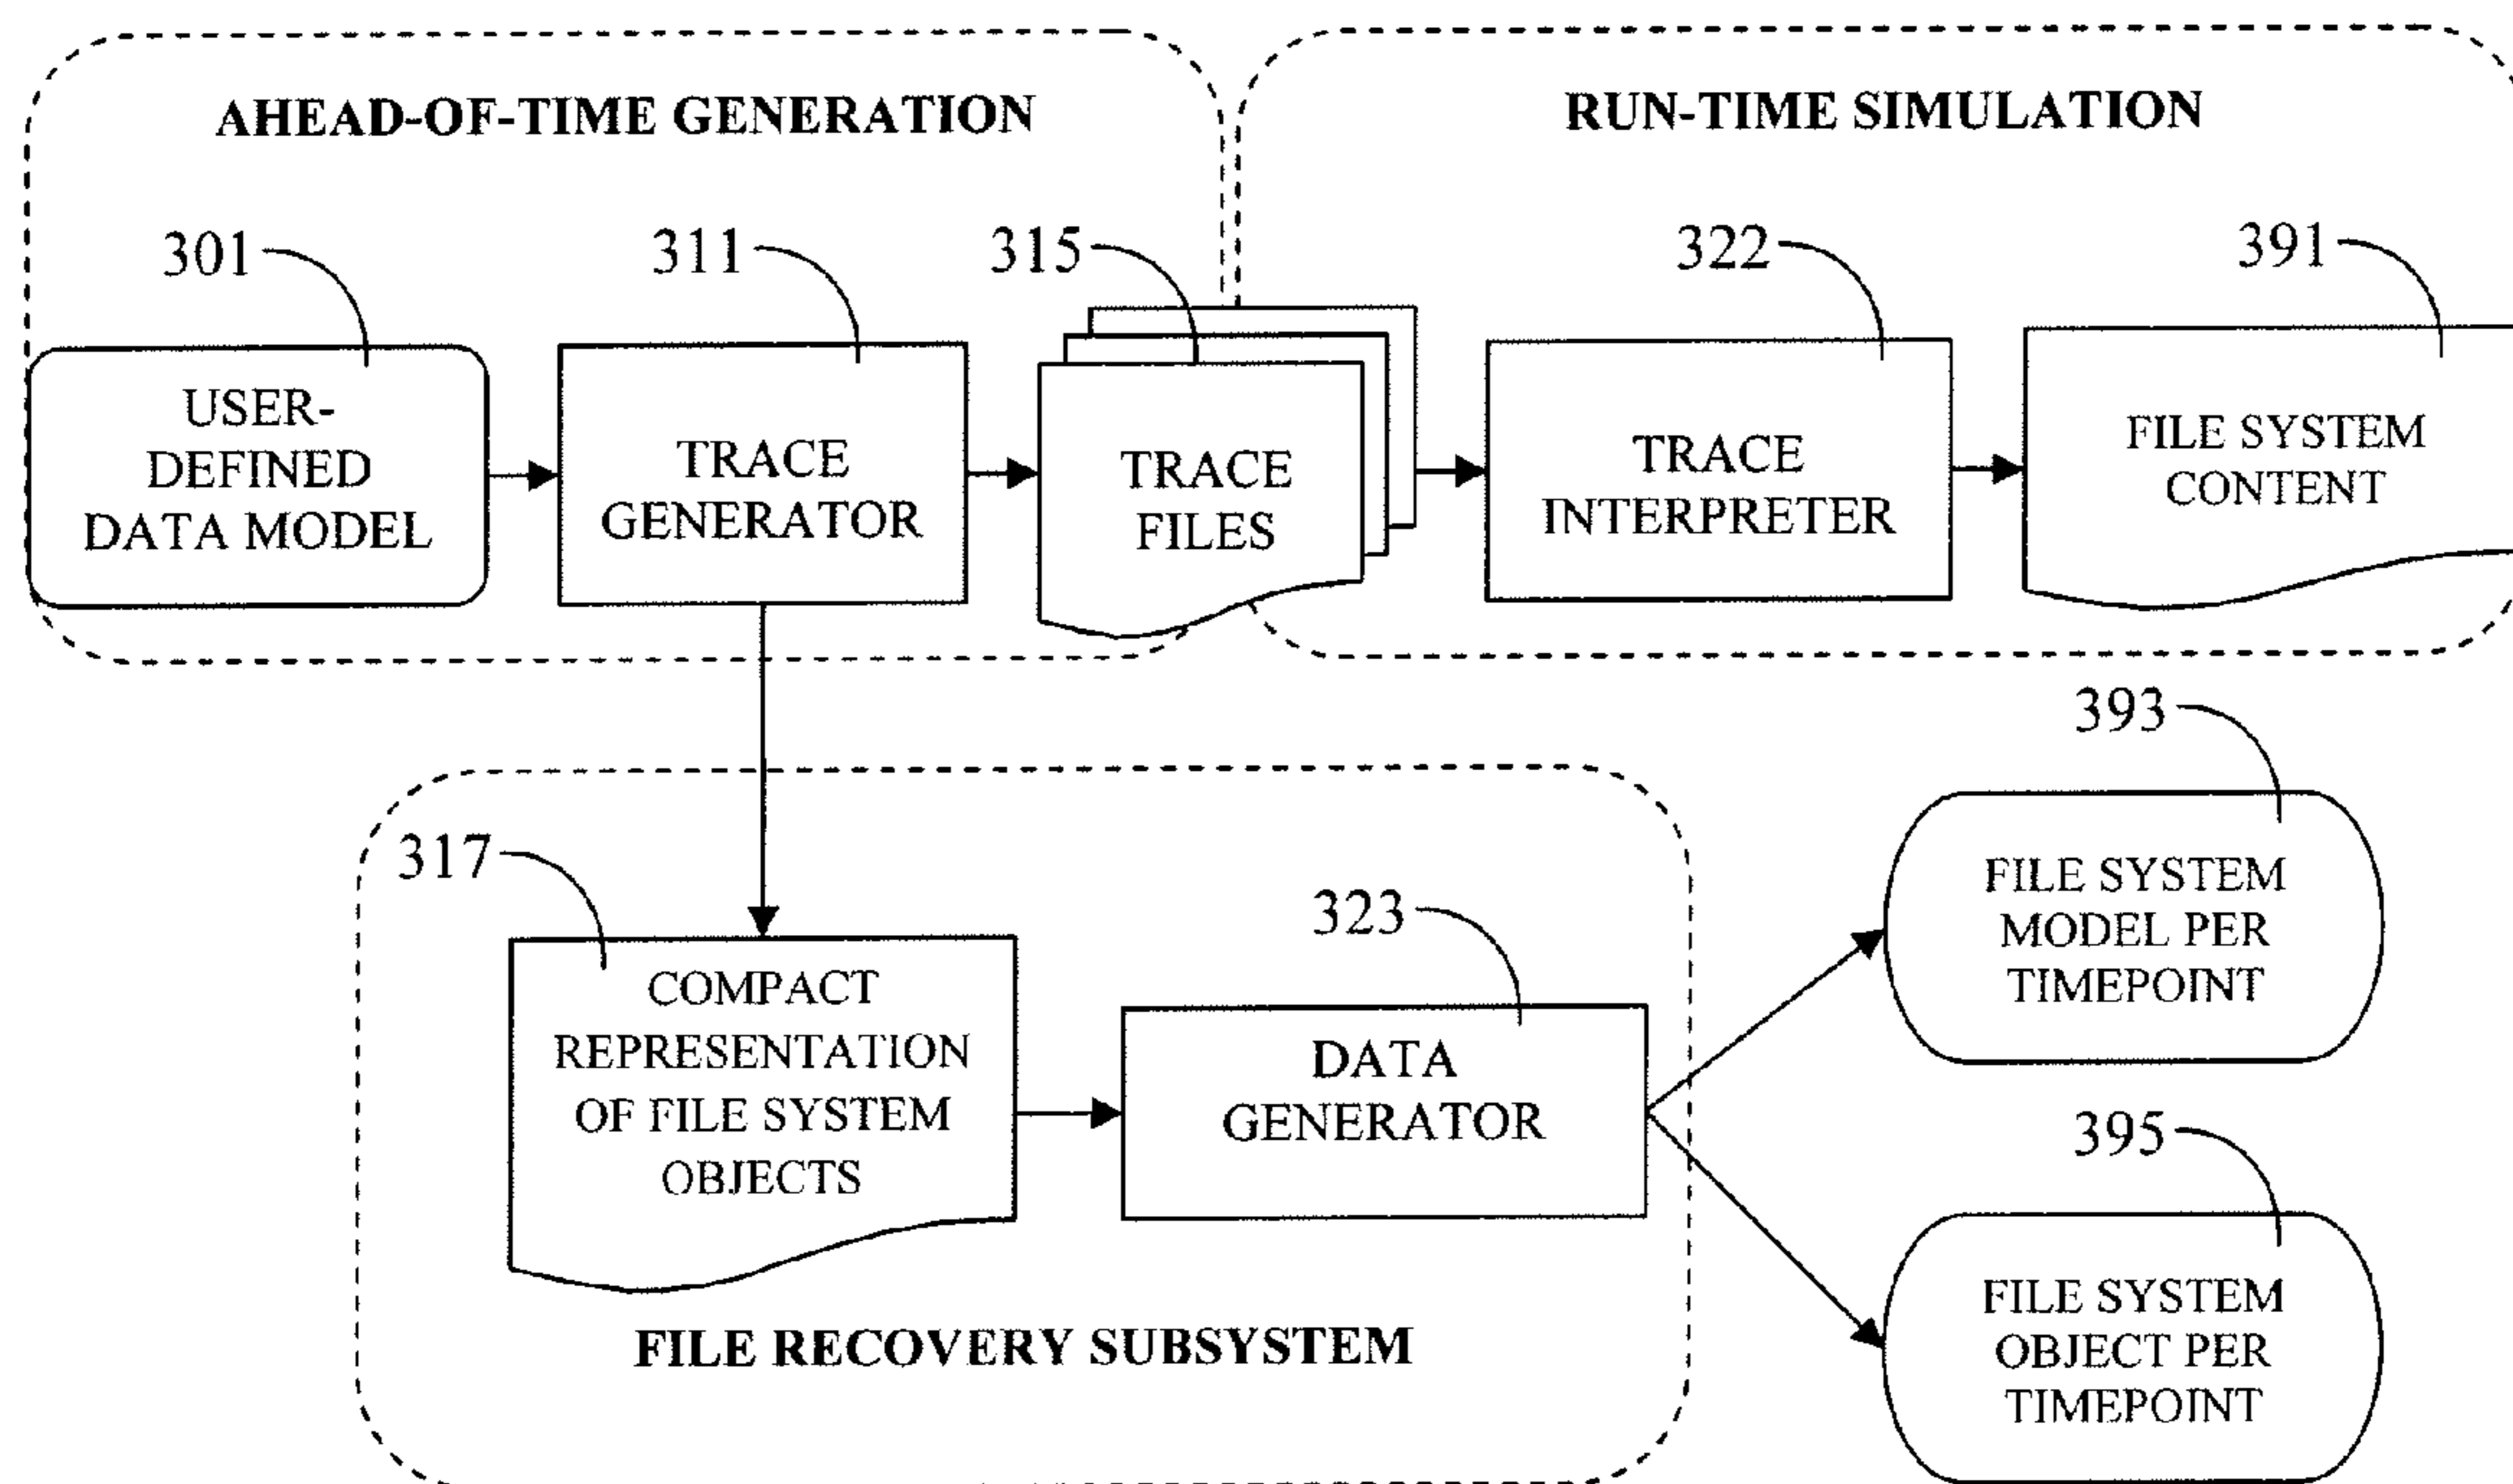 AHEAD-OF-TIME GENERATION
RUN-TIME SIMULATION
301
311
315
322
391
USER-
DEFINED
DATA MODEL
TRACE
GENERATOR
TRACE
FILES
TRACE
INTERPRETER
FILE SYSTEM
CONTENT
393
317
323
FILE SYSTEM
MODEL PER
TIMEPOINT
COMPACT
REPRESENTATION
OF FILE SYSTEM
OBJECTS
DATA
GENERATOR
395
FILE SYSTEM
OBJECT PER
TIMEPOINT
FILE RECOVERY SUBSYSTEM